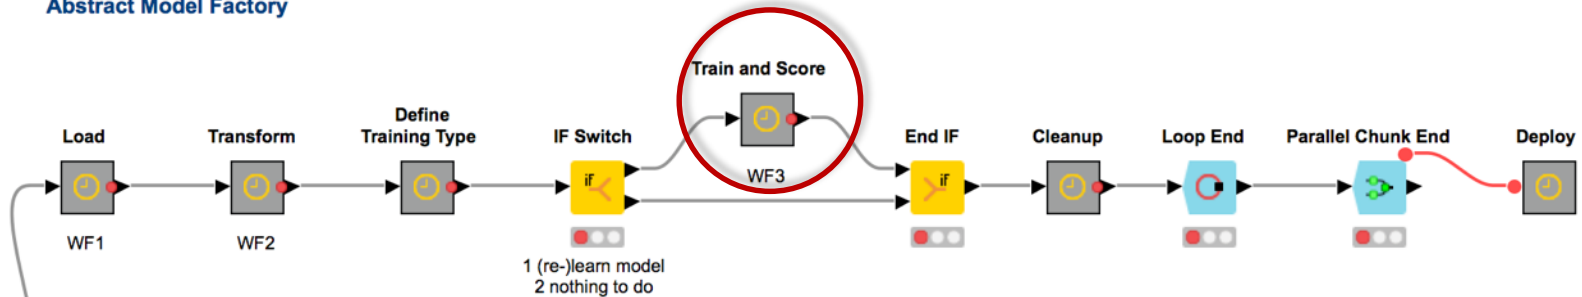 Abstract Model Factory
Train and Score
Define
Load
Transform
Training Type
IF Switch
End IF
Cleanup
Loop End
Parallel Chunk End
Deploy
if
if
WF3
WF1
WF2
1 (re-)learn model
2 nothing to do